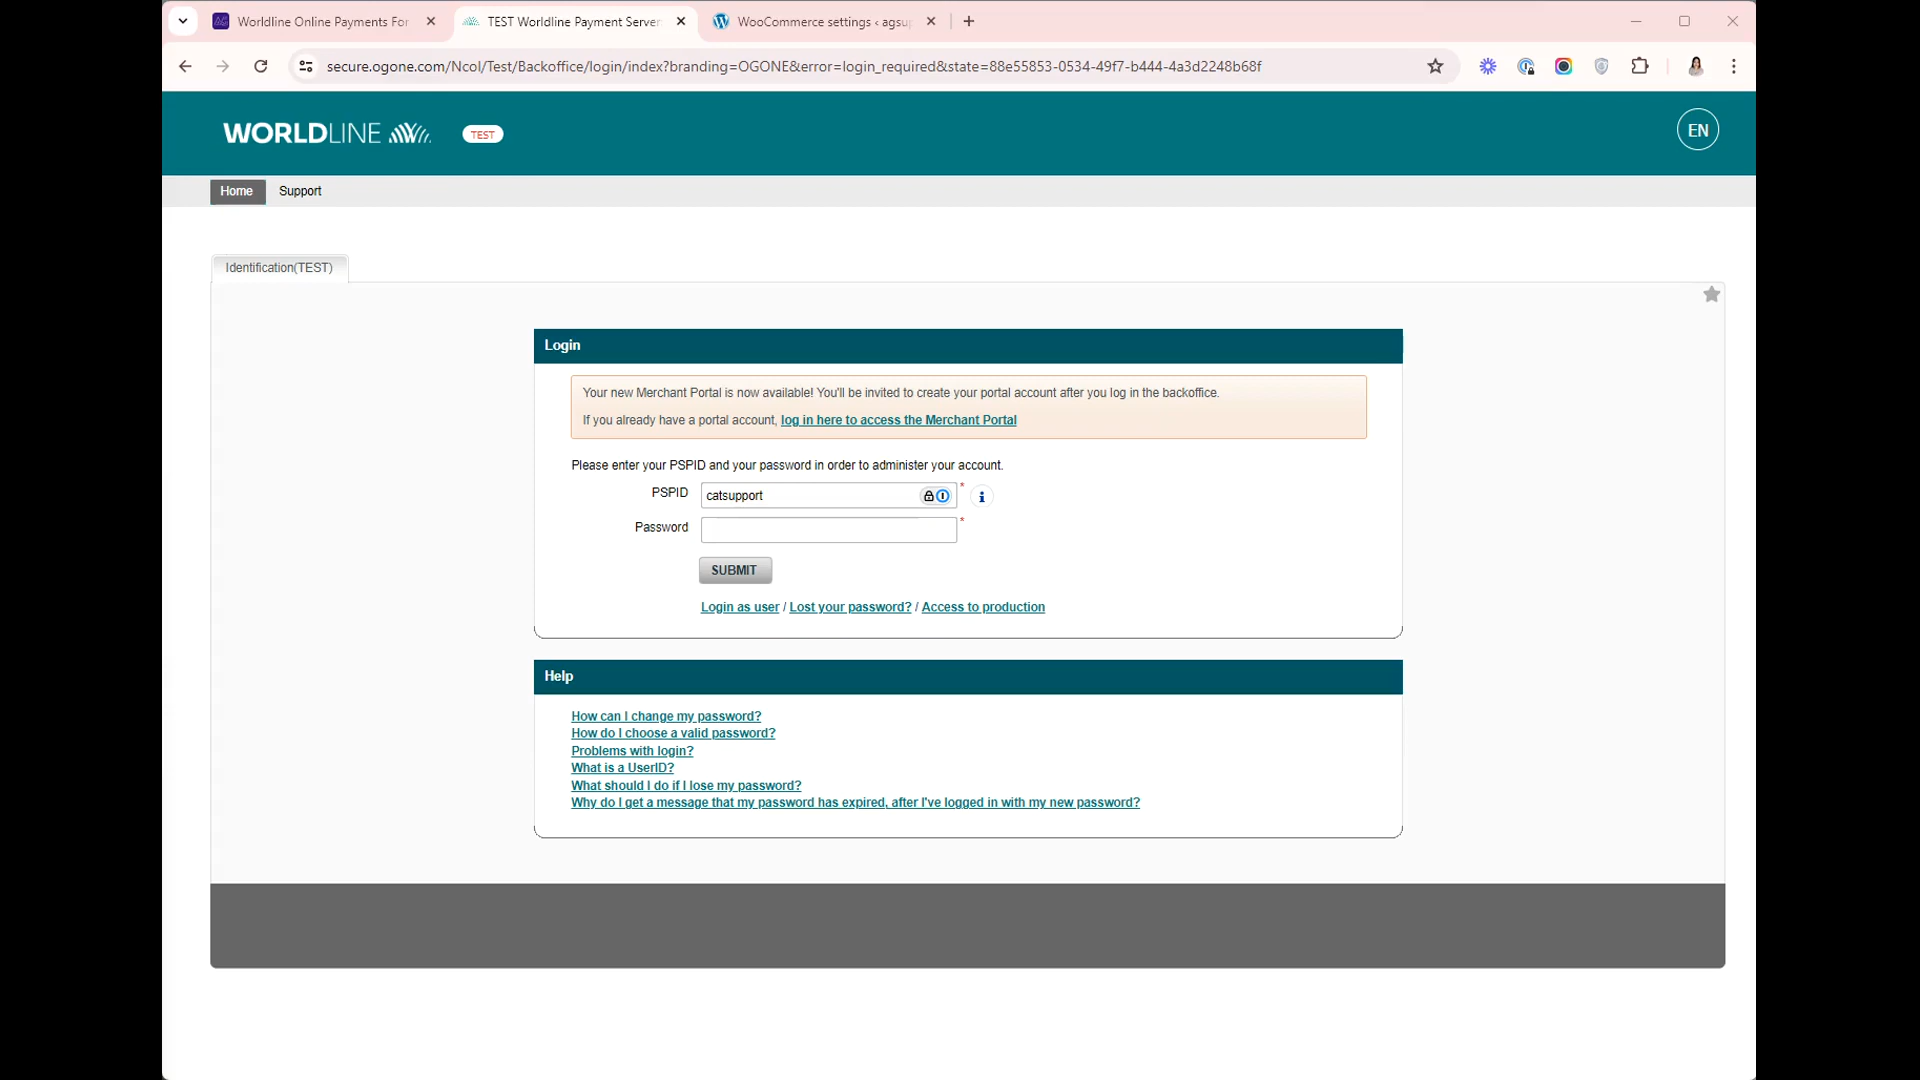 Worldline Online Payments For
TEST Worldline Payment Server
WooCommerce settings ‹ agsu
secure.ogone.com/Ncol/Test/Backoffice/login/index?branding=OGONE&error=login_required&state=88e55853-0534-49f7-b444-4a3d2248b68f
WORLDLINE
TEST
EN
Home
Support
Identification(TEST)
Login
Your new Merchant Portal is now available! You'll be invited to create your portal account after you log in the backoffice.
If you already have a portal account, log in here to access the Merchant Portal
Please enter your PSPID and your password in order to administer your account.
PSPID
catsupport
*
Password
*
SUBMIT
Login as user / Lost your password? / Access to production
Help
How can I change my password?
How do I choose a valid password?
Problems with login?
What is a UserID?
What should I do if I lose my password?
Why do I get a message that my password has expired, after I've logged in with my new password?